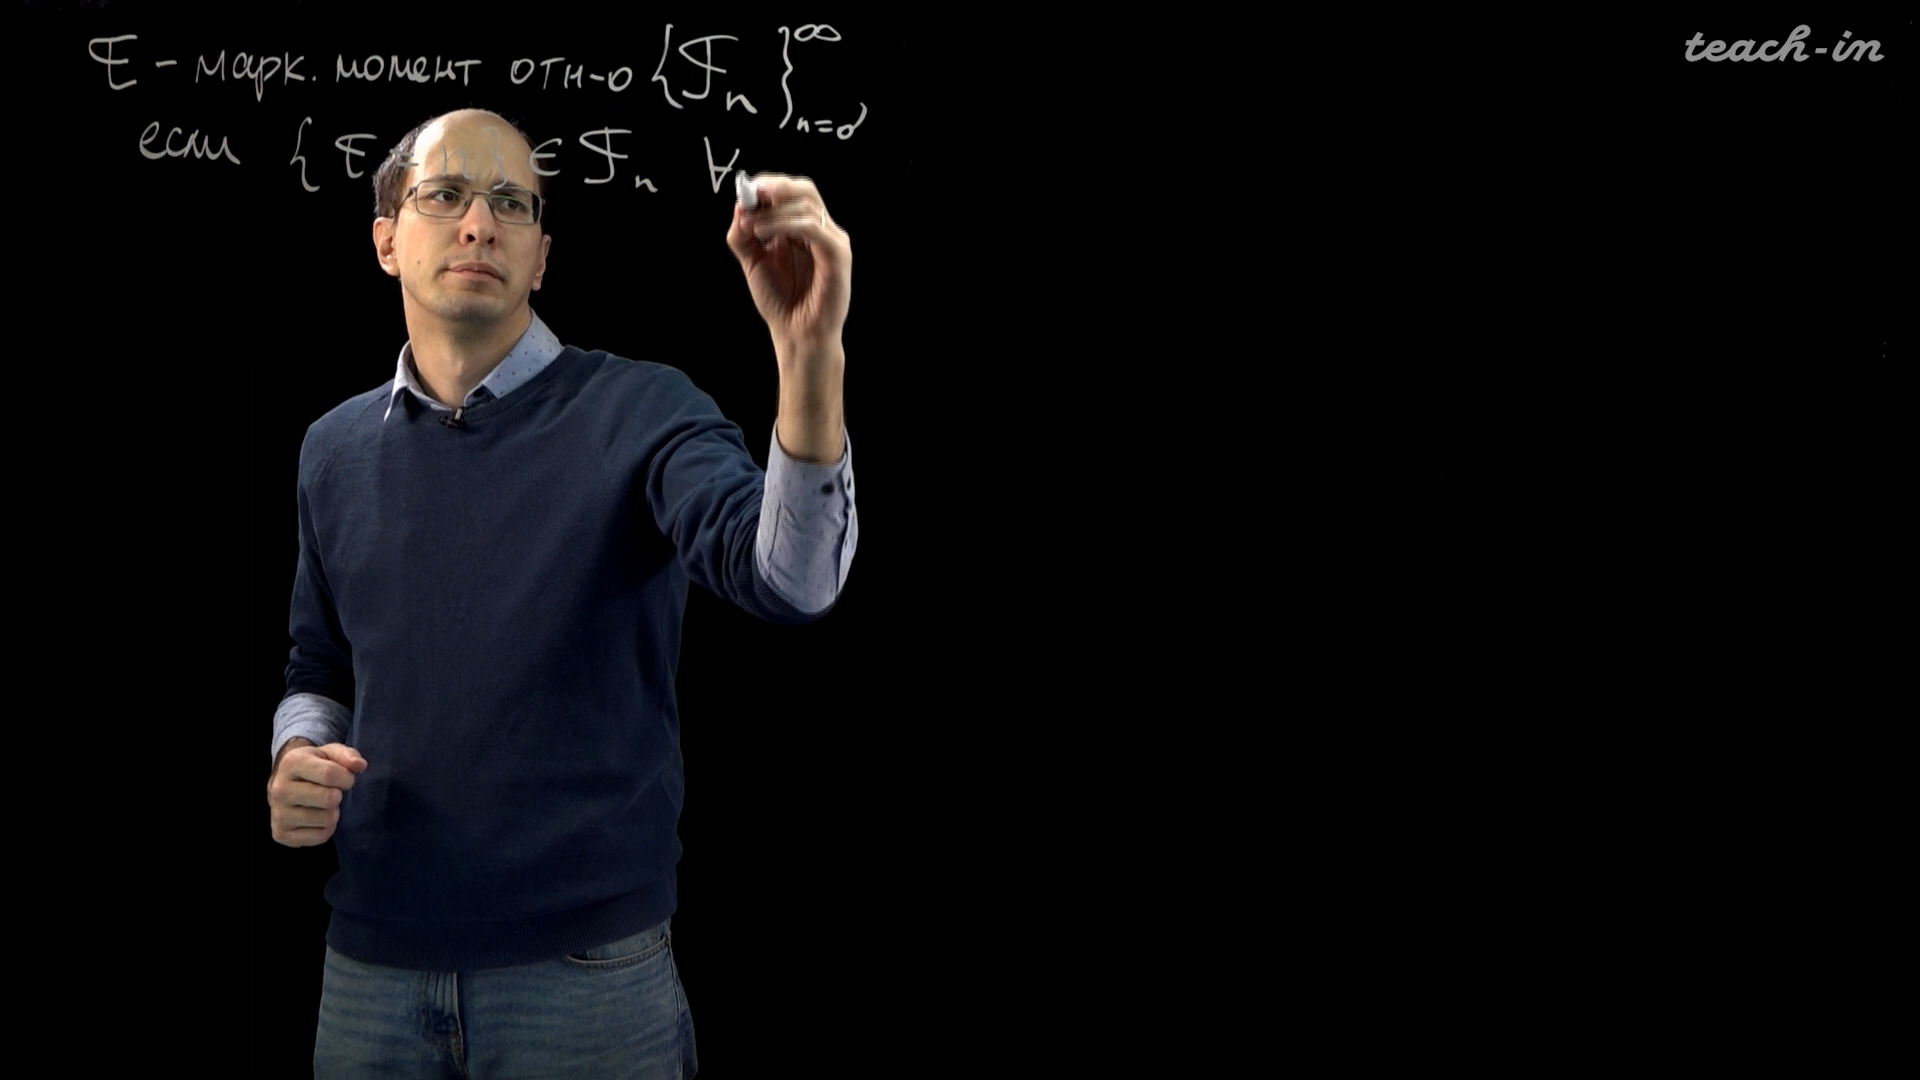 τ - марк. момент отн-о {ℱₙ}ₙ₌₀^∞
если {τ = n} ∈ ℱₙ ∀
teach-in